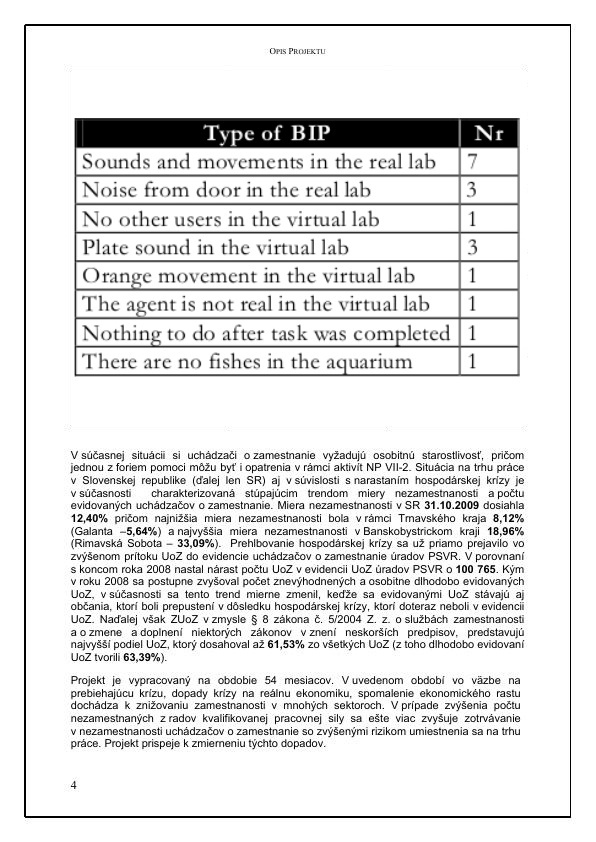 OPIS PROJEKTU
Type of BIP Nr
Sounds and movements in the real lab 7
Noise from door in the real lab 3
No other users in the virtual lab 1
Plate sound in the virtual lab 3
Orange movement in the virtual lab 1
The agent is not real in the virtual lab 1
Nothing to do after task was completed 1
There are no fishes in the aquarium 1
V súčasnej situácii si uchádzači o zamestnanie vyžadujú osobitnú starostlivosť, pričom
jednou z foriem pomoci môžu byť i opatrenia v rámci aktivít NP VII-2. Situácia na trhu práce
v Slovenskej republike (ďalej len SR) aj v súvislosti s narastaním hospodárskej krízy je
v súčasnosti charakterizovaná stúpajúcim trendom miery nezamestnanosti a počtu
evidovaných uchádzačov o zamestnanie. Miera nezamestnanosti v SR 31.10.2009 dosiahla
12,40% pričom najnižšia miera nezamestnanosti bola v rámci Trnavského kraja 8,12%
(Galanta –5,64%) a najvyššia miera nezamestnanosti v Banskobystrickom kraji 18,96%
(Rimavská Sobota – 33,09%). Prehlbovanie hospodárskej krízy sa už priamo prejavilo vo
zvýšenom prítoku UoZ do evidencie uchádzačov o zamestnanie úradov PSVR. V porovnaní
s koncom roka 2008 nastal nárast počtu UoZ v evidencii UoZ úradov PSVR o 100 765. Kým
v roku 2008 sa postupne zvyšoval počet znevýhodnených a osobitne dlhodobo evidovaných
UoZ, v súčasnosti sa tento trend mierne zmenil, keďže sa evidovanými UoZ stávajú aj
občania, ktorí boli prepustení v dôsledku hospodárskej krízy, ktorí doteraz neboli v evidencii
UoZ. Naďalej však ZUoZ v zmysle § 8 zákona č. 5/2004 Z. z. o službách zamestnanosti
a o zmene a doplnení niektorých zákonov v znení neskorších predpisov, predstavujú
najvyšší podiel UoZ, ktorý dosahoval až 61,53% zo všetkých UoZ (z toho dlhodobo evidovaní
UoZ tvorili 63,39%).
Projekt je vypracovaný na obdobie 54 mesiacov. V uvedenom období vo väzbe na
prebiehajúcu krízu, dopady krízy na reálnu ekonomiku, spomalenie ekonomického rastu
dochádza k znižovaniu zamestnanosti v mnohých sektoroch. V prípade zvýšenia počtu
nezamestnaných z radov kvalifikovanej pracovnej sily sa ešte viac zvyšuje zotrvávanie
v nezamestnanosti uchádzačov o zamestnanie so zvýšenými rizikom umiestnenia sa na trhu
práce. Projekt prispeje k zmierneniu týchto dopadov.
4